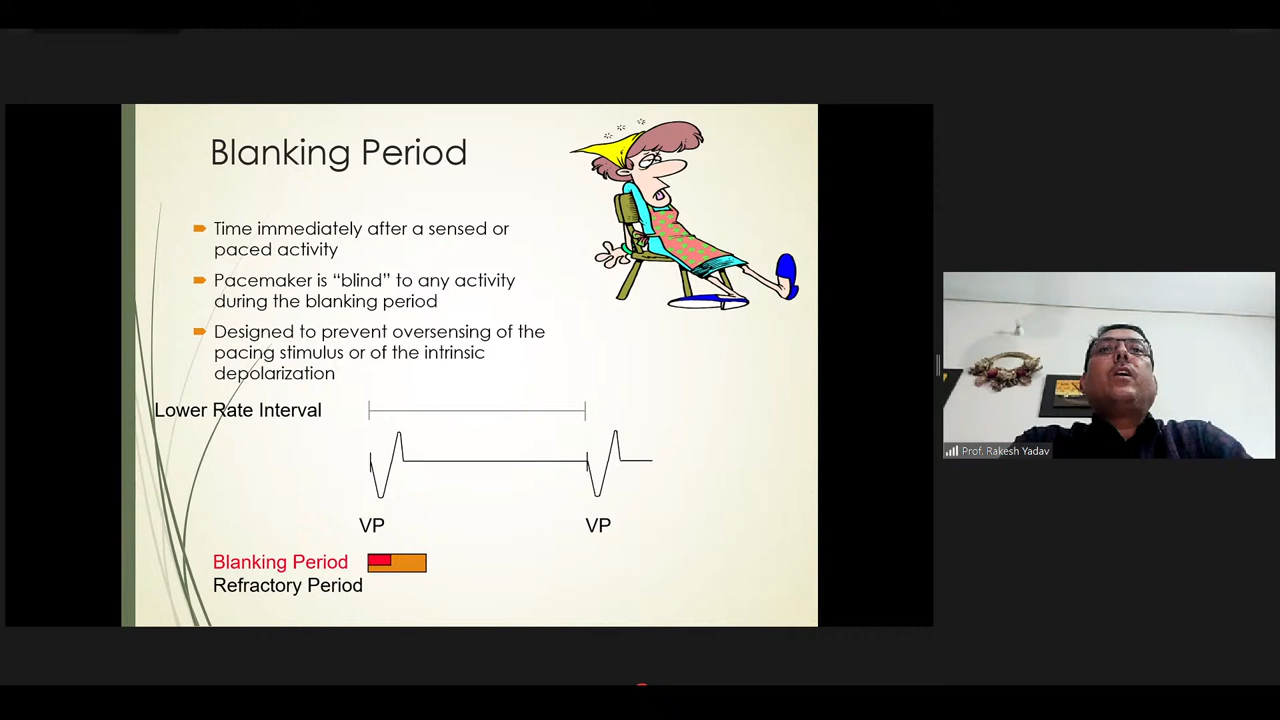 Blanking Period
Time immediately after a sensed or
paced activity
Pacemaker is “blind” to any activity
during the blanking period
Designed to prevent oversensing of the
pacing stimulus or of the intrinsic
depolarization
Lower Rate Interval
VP
VP
Blanking Period
Refractory Period
Prof. Rakesh Yadav